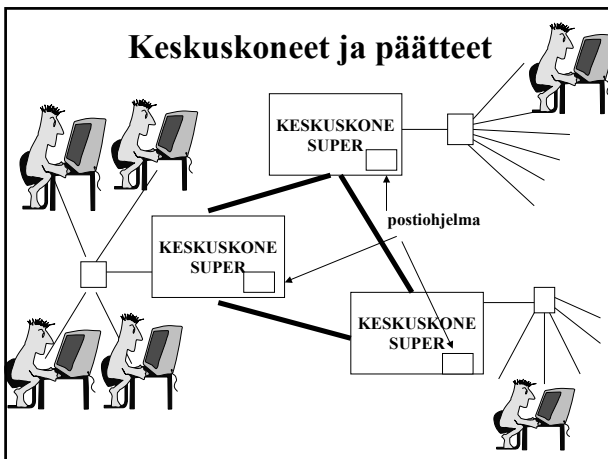 Keskuskoneet ja päätteet
KESKUSKONE
SUPER
postiohjelma
KESKUSKONE
SUPER
KESKUSKONE
SUPER